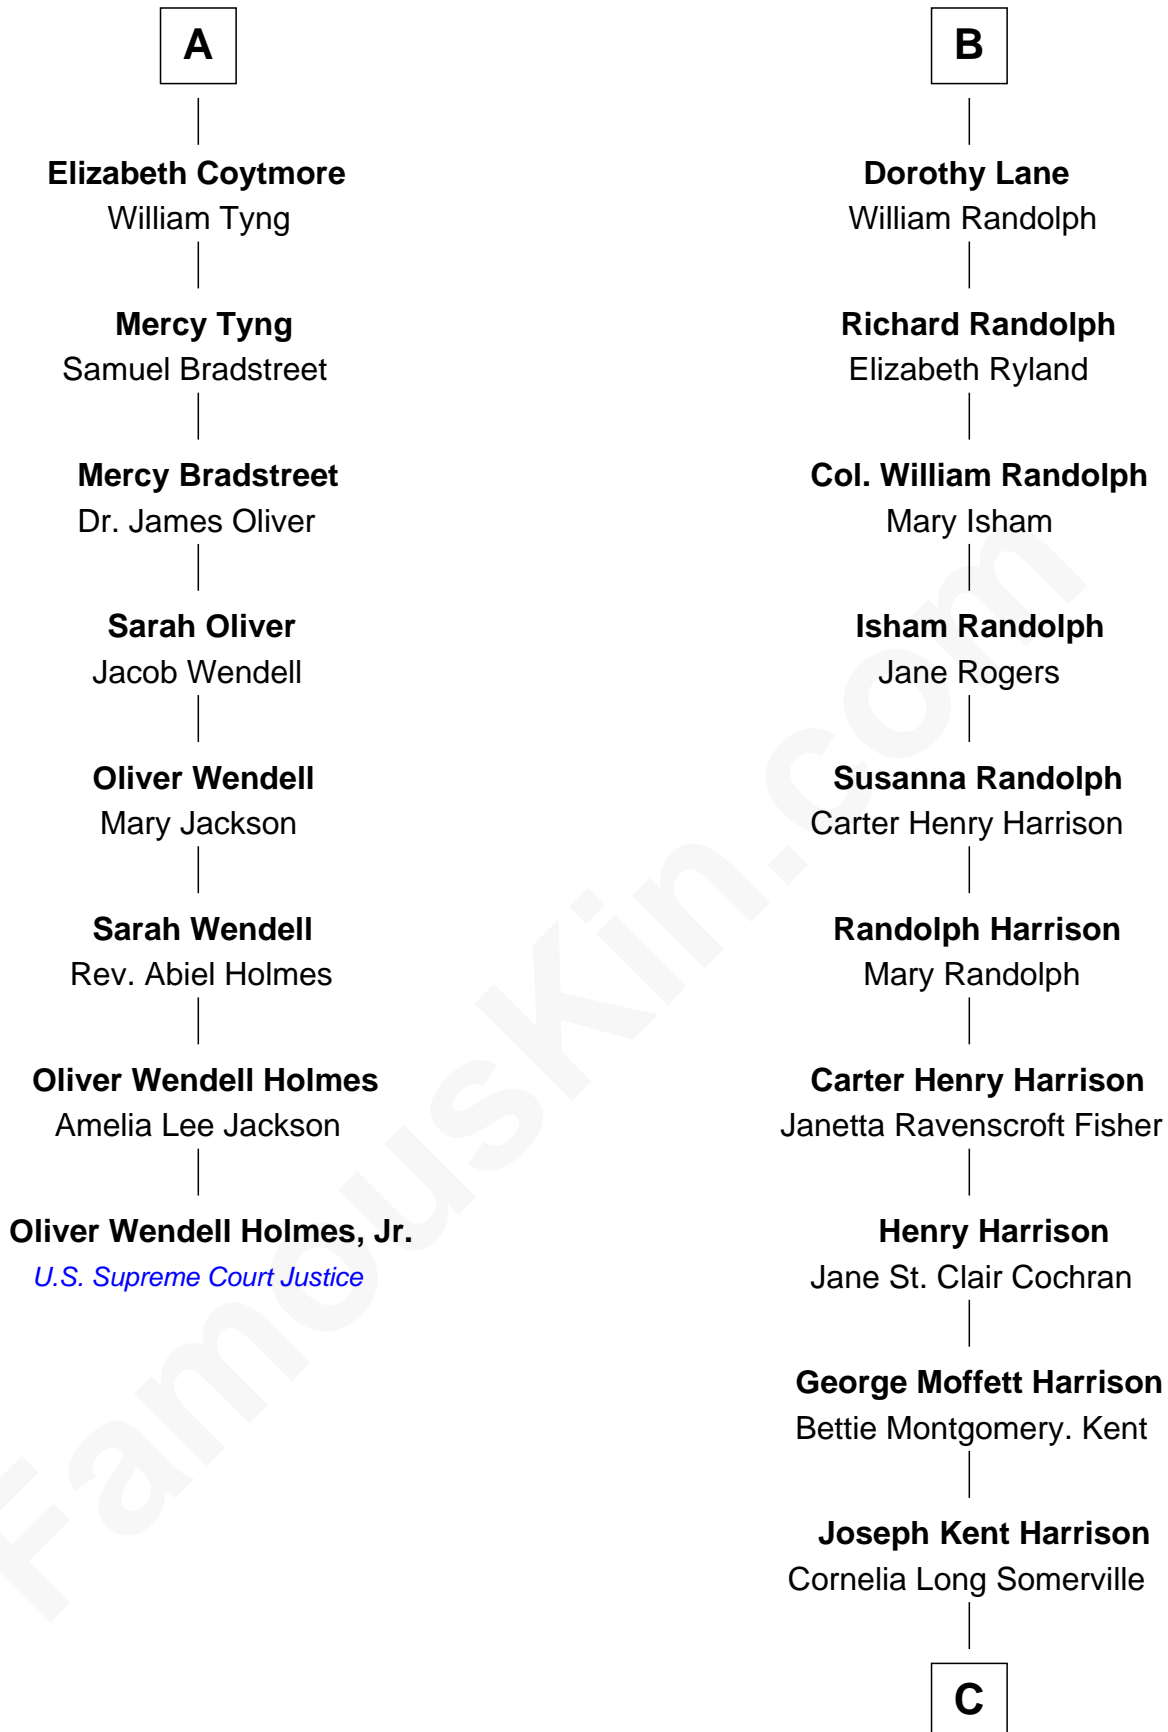 A
Elizabeth Coytmore
William Tyng
Mercy Tyng
Samuel Bradstreet
Mercy Bradstreet
Dr. James Oliver
Sarah Oliver
Jacob Wendell
Oliver Wendell
Mary Jackson
Sarah Wendell
Rev. Abiel Holmes
Oliver Wendell Holmes
Amelia Lee Jackson
Oliver Wendell Holmes, Jr.
U.S. Supreme Court Justice
B
Dorothy Lane
William Randolph
Richard Randolph
Elizabeth Ryland
Col. William Randolph
Mary Isham
Isham Randolph
Jane Rogers
Susanna Randolph
Carter Henry Harrison
Randolph Harrison
Mary Randolph
Carter Henry Harrison
Janetta Ravenscroft Fisher
Henry Harrison
Jane St. Clair Cochran
George Moffett Harrison
Bettie Montgomery. Kent
Joseph Kent Harrison
Cornelia Long Somerville
C
FamousKin.com